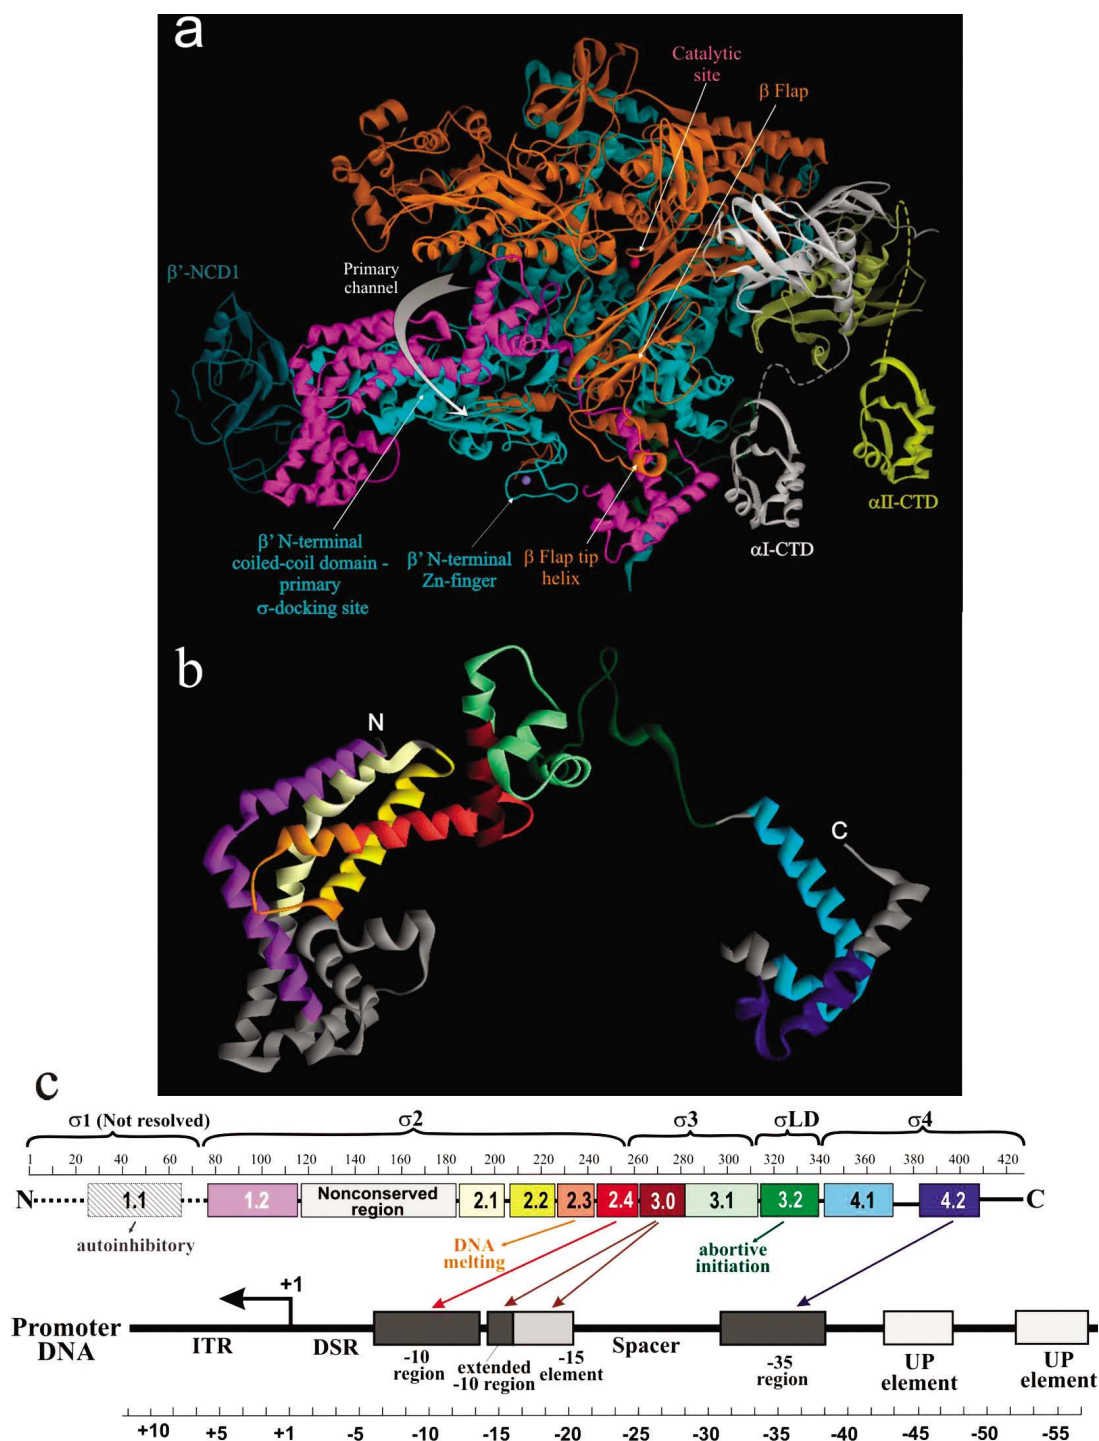 a
Catalytic
site
β Flap
β'-NCD1
Primary
channel
αII-CTD
αI-CTD
β' N-terminal
coiled-coil domain -
primary
σ-docking site
β' N-terminal
Zn-finger
β Flap tip
helix
b
N
C
c
σ1 (Not resolved)
σ2
σ3
σLD
σ4
1 20 40 60 80 100 120 140 160 180 200 220 240 260 280 300 320 340 360 380 400 420
N 1.1 1.2 Nonconserved region 2.1 2.2 2.3 2.4 3.0 3.1 3.2 4.1 4.2 C
autoinhibitory
DNA
melting
abortive
initiation
+1
Promoter
DNA
ITR
DSR
-10
region
extended
-10 region
-15
element
Spacer
-35
region
UP
element
UP
element
+10 +5 +1 -5 -10 -15 -20 -25 -30 -35 -40 -45 -50 -55